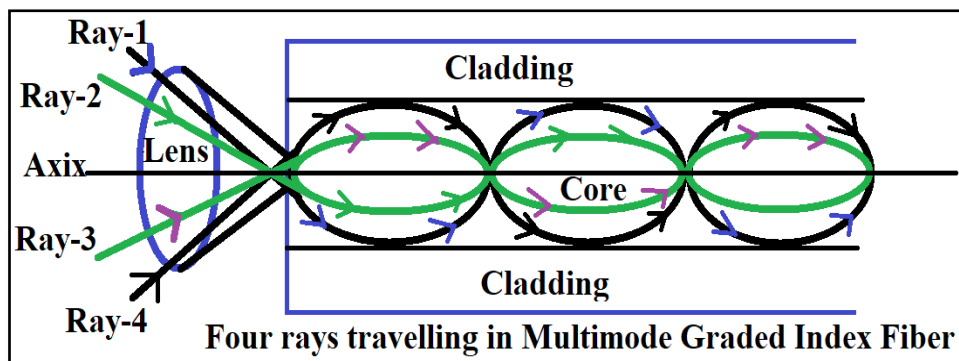 Ray-1
Cladding
Ray-2
Lens
Axix
Core
Ray-3
Cladding
Ray-4
Four rays travelling in Multimode Graded Index Fiber